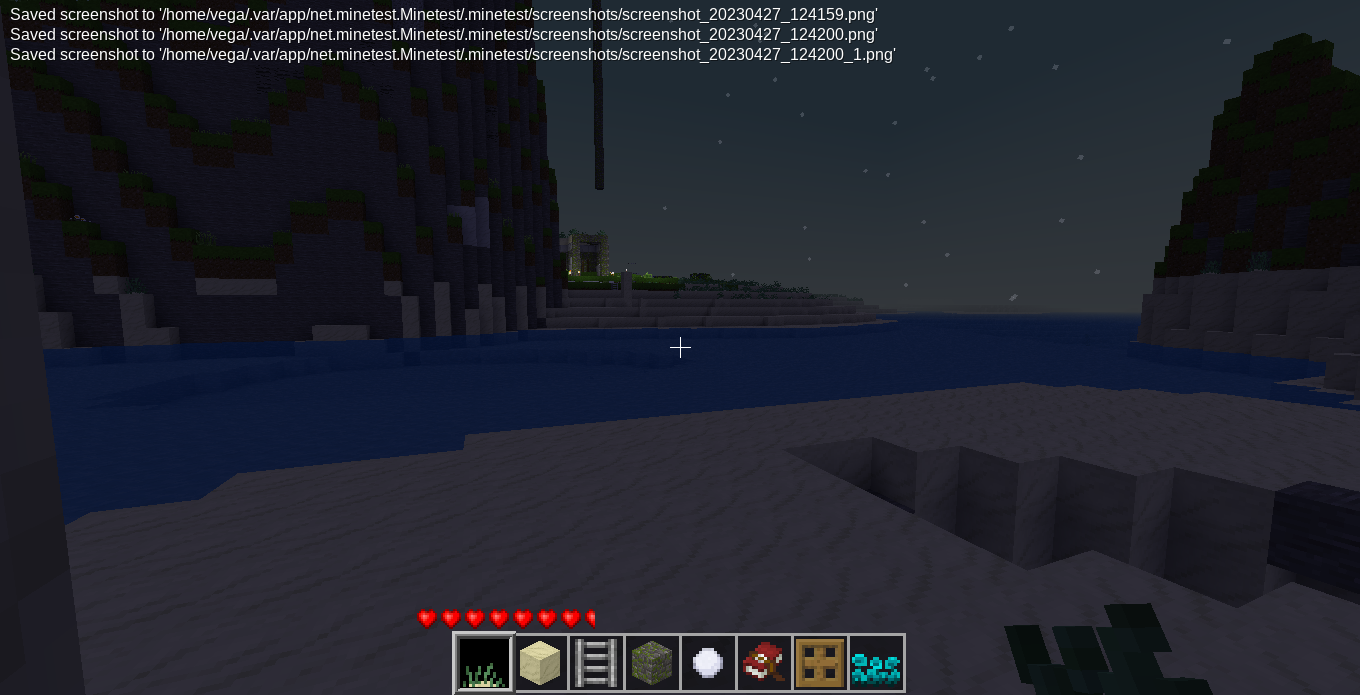 Saved screenshot to '/home/vega/.var/app/net.minetest.Minetest/.minetest/screenshots/screenshot_20230427_124159.png'
Saved screenshot to '/home/vega/.var/app/net.minetest.Minetest/.minetest/screenshots/screenshot_20230427_124200.png'
Saved screenshot to '/home/vega/.var/app/net.minetest.Minetest/.minetest/screenshots/screenshot_20230427_124200_1.png'